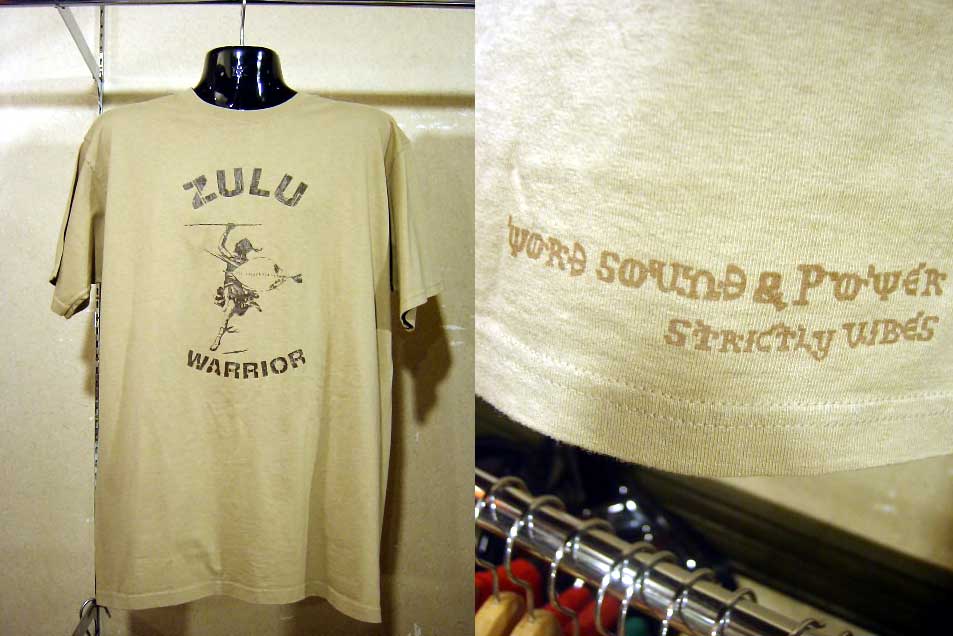 ZULU
WARRIOR
WORD SOUND & POWER
STRICTLY VIBES